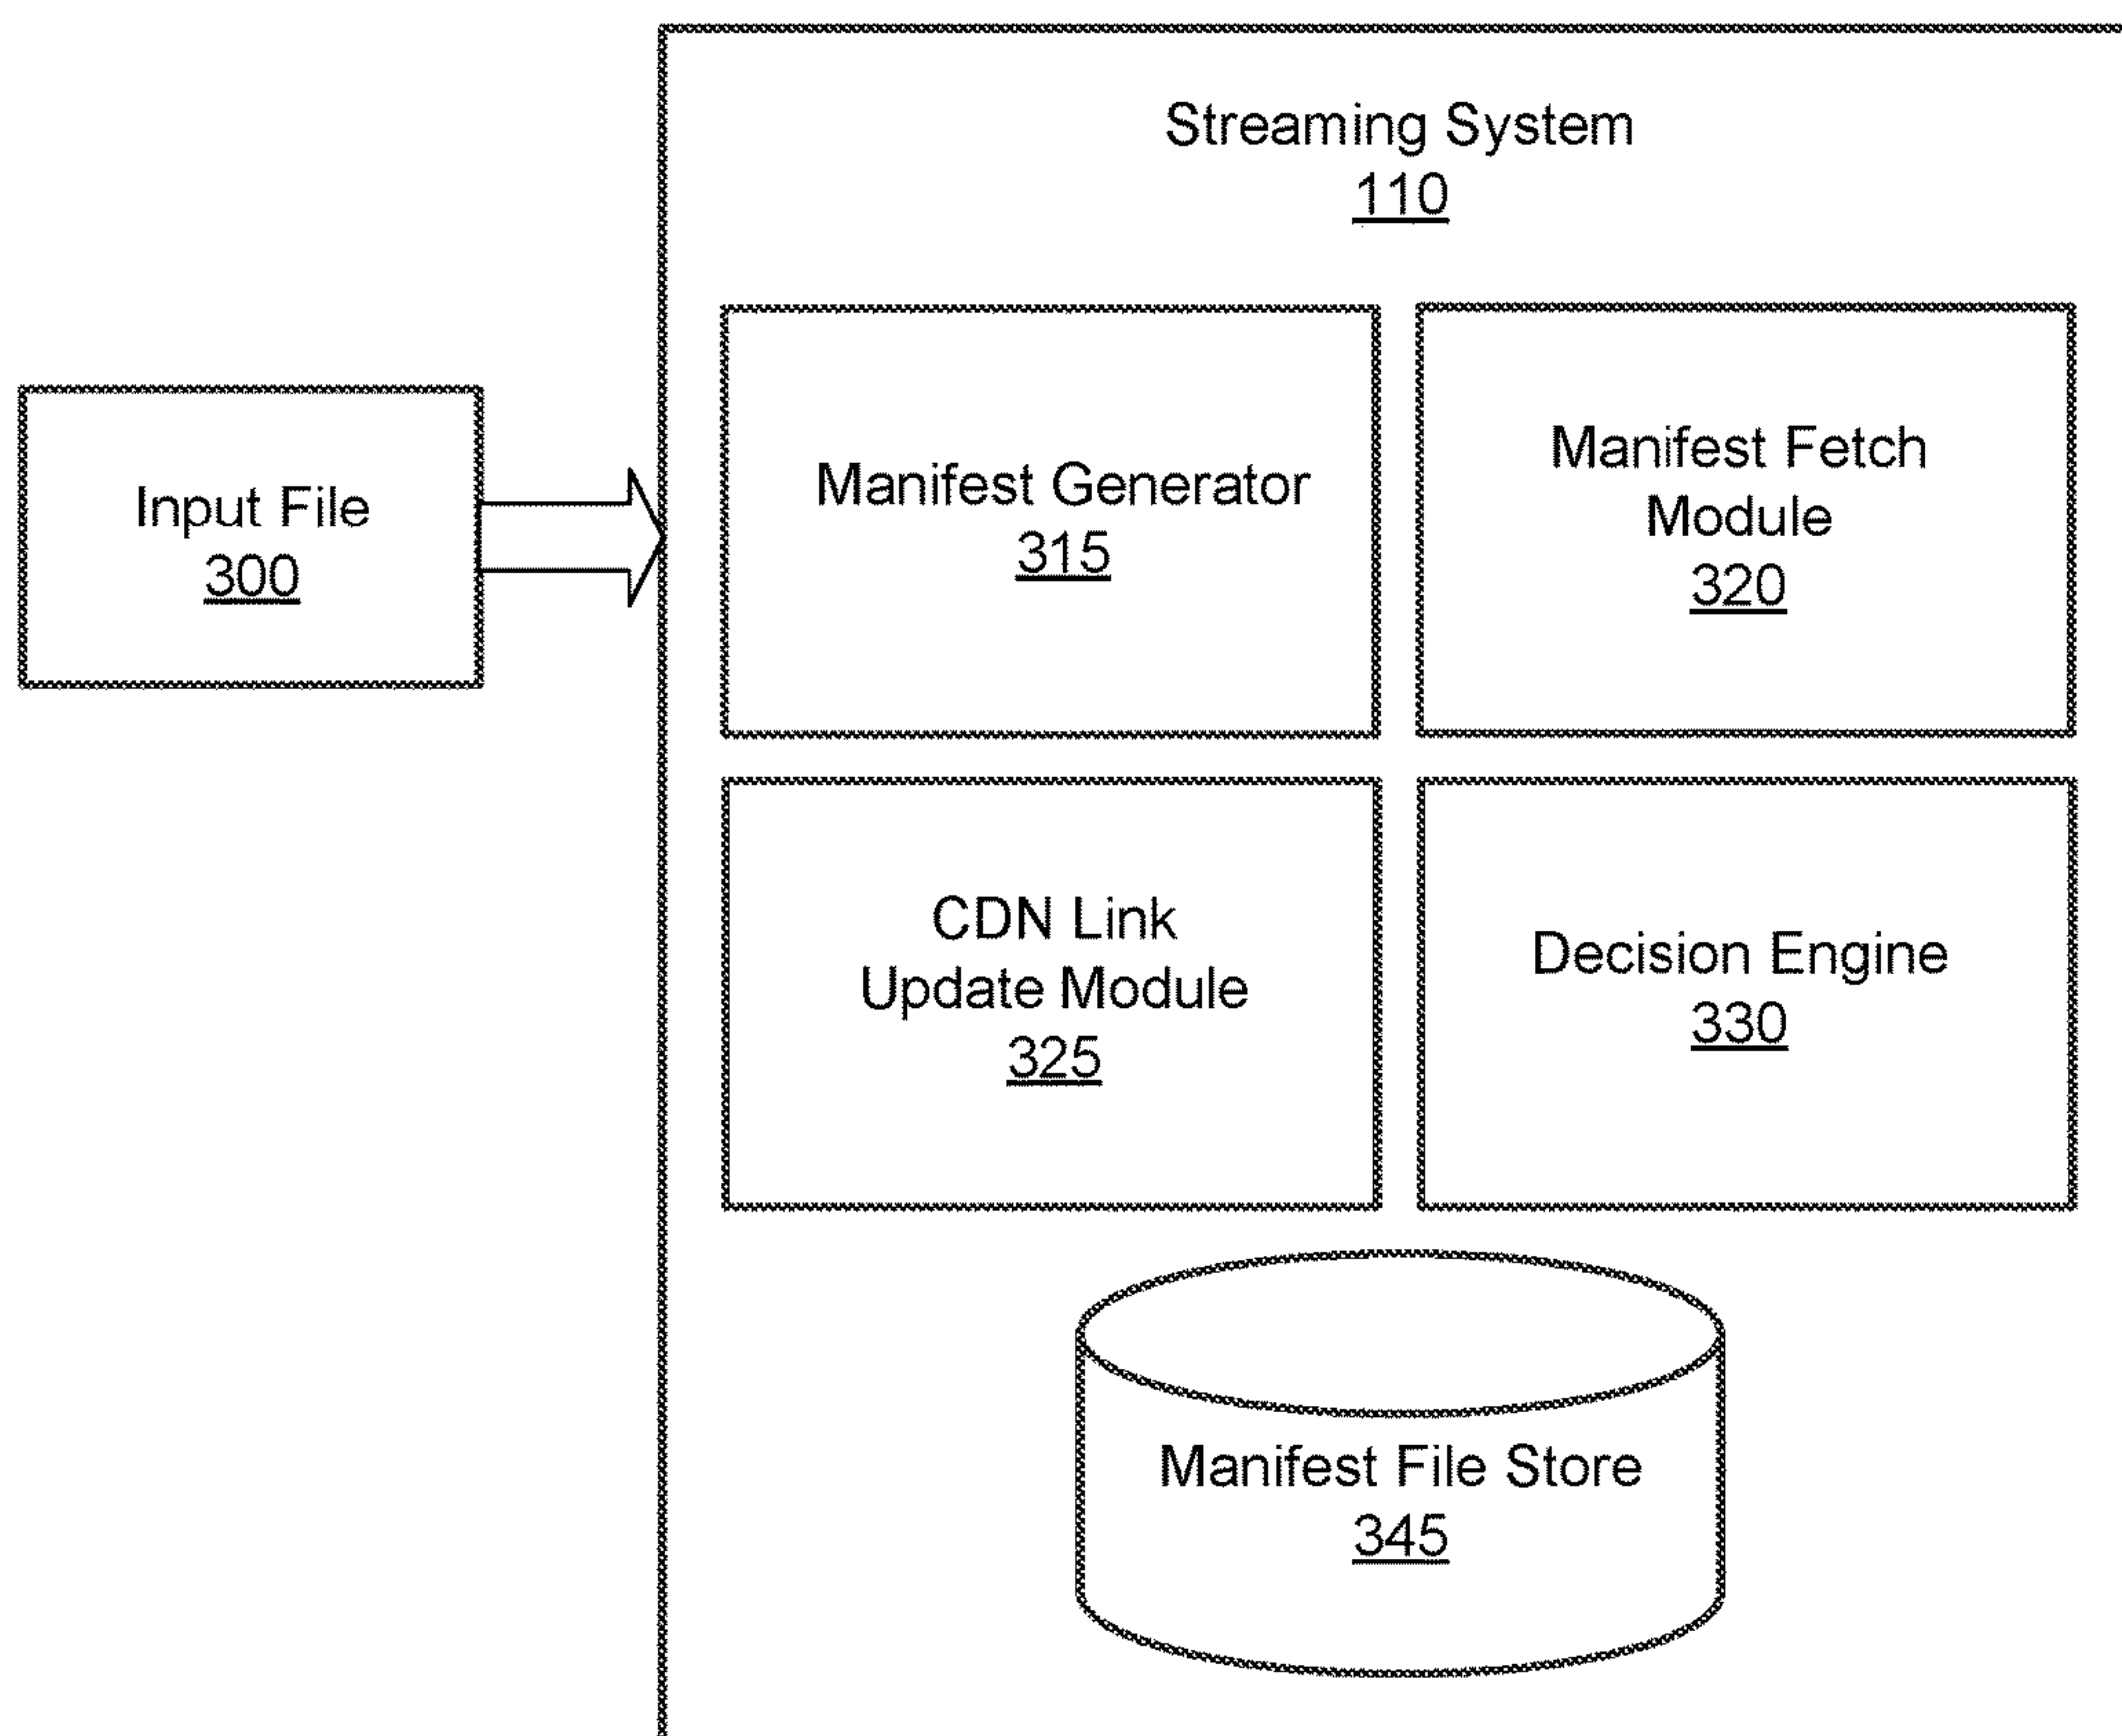 Streaming System
110
Input File
300
Manifest Generator
315
Manifest Fetch
Module
320
CDN Link
Update Module
325
Decision Engine
330
Manifest File Store
345